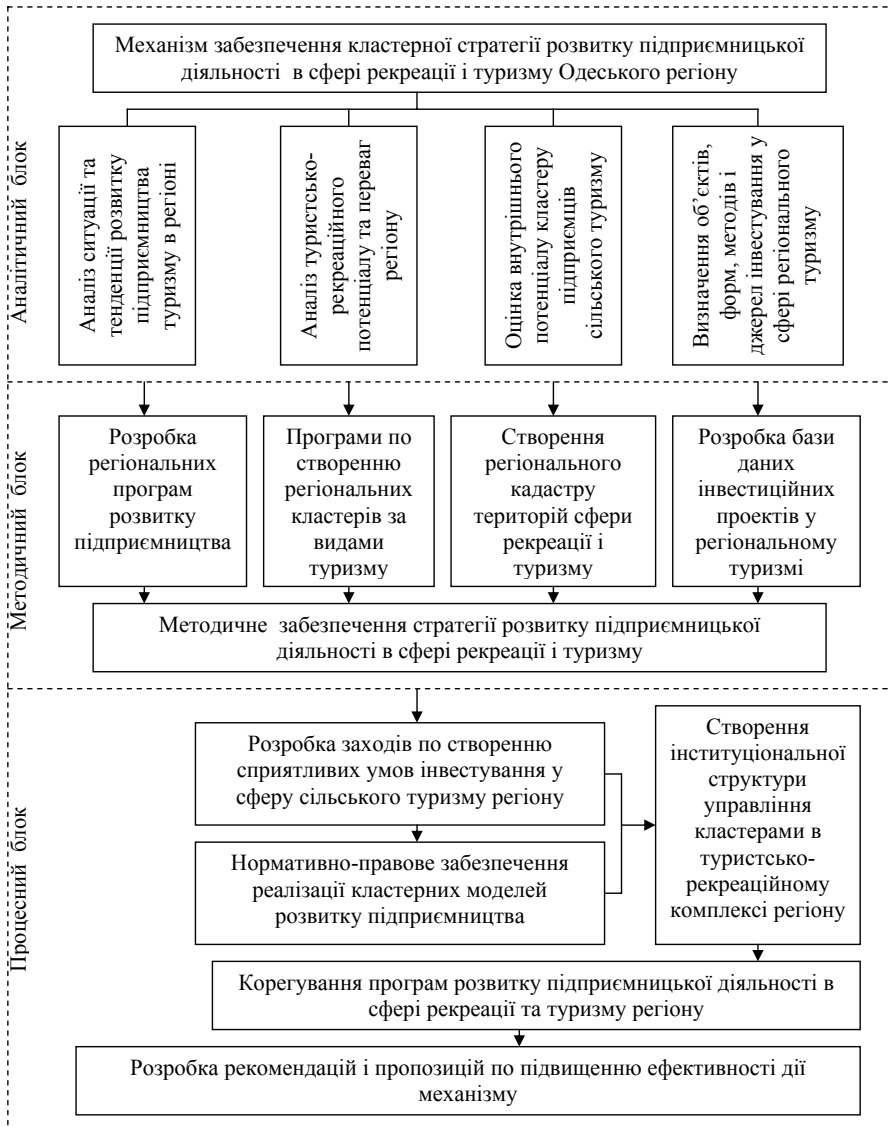 Механізм забезпечення кластерної стратегії розвитку підприємницької
діяльності в сфері рекреації і туризму Одеського регіону
Аналітичний блок
Аналіз ситуації та
тенденції розвитку
підприємництва
туризму в регіоні
Аналіз туристсько-
рекреаційного
потенціалу та переваг
регіону
Оцінка внутрішнього
потенціалу кластеру
підприємців
сільського туризму
Визначення об’єктів,
форм, методів і
джерел інвестування у
сфері регіонального
туризму
Методичний блок
Розробка
регіональних
програм
розвитку
підприємництва
Програми по
створенню
регіональних
кластерів за
видами
туризму
Створення
регіонального
кадастру
територій сфери
рекреації і
туризму
Розробка бази
даних
інвестиційних
проектів у
регіональному
туризмі
Методичне забезпечення стратегії розвитку підприємницької
діяльності в сфері рекреації і туризму
Процесний блок
Розробка заходів по створенню
сприятливих умов інвестування у
сферу сільського туризму регіону
Нормативно-правове забезпечення
реалізації кластерних моделей
розвитку підприємництва
Створення
інституціональної
структури
управління
кластерами в
туристсько-
рекреаційному
комплексі регіону
Корегування програм розвитку підприємницької діяльності в
сфері рекреації та туризму регіону
Розробка рекомендацій і пропозицій по підвищенню ефективності дії
механізму